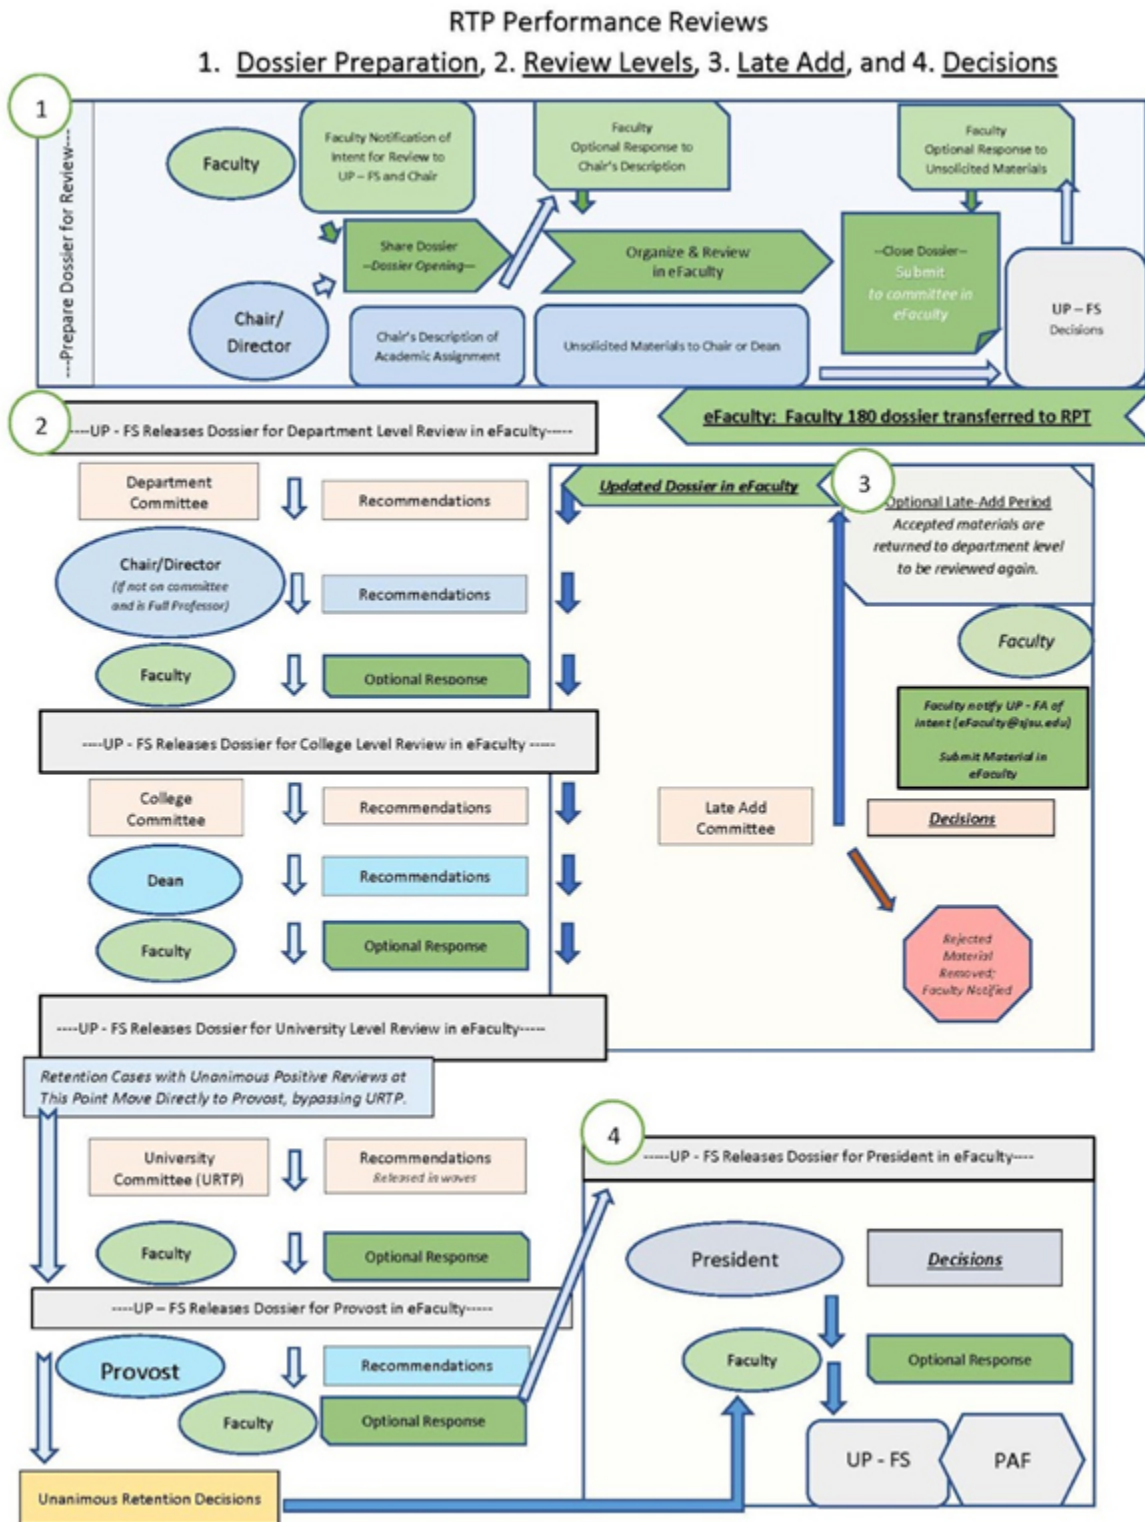 RTP Performance Reviews
1. Dossier Preparation, 2. Review Levels, 3. Late Add, and 4. Decisions
1
---Prepare Dossier for Review---
Faculty
Faculty Notification of
Intent for Review to
UP – FS and Chair
Faculty
Optional Response to
Chair's Description
Faculty
Optional Response to
Unsolicited Materials
Share Dossier
--Dossier Opening—
Organize & Review
in eFaculty
--Close Dossier--
Submit
to committee in
eFaculty
Chair/
Director
Chair's Description of
Academic Assignment
Unsolicited Materials to Chair or Dean
UP – FS
Decisions
eFaculty: Faculty 180 dossier transferred to RPT
2
----UP - FS Releases Dossier for Department Level Review in eFaculty-----
Department
Committee
Recommendations
Chair/Director
(if not on committee
and is Full Professor)
Recommendations
Faculty
Optional Response
----UP - FS Releases Dossier for College Level Review in eFaculty -----
College
Committee
Recommendations
Dean
Recommendations
Faculty
Optional Response
----UP - FS Releases Dossier for University Level Review in eFaculty-----
Updated Dossier in eFaculty
3
Optional Late-Add Period
Accepted materials are
returned to department level
to be reviewed again.
Faculty
Faculty notify UP - FA of
intent (eFaculty@sjsu.edu)
Submit Material in
eFaculty
Late Add
Committee
Decisions
Rejected
Material
Removed;
Faculty Notified
Retention Cases with Unanimous Positive Reviews at
This Point Move Directly to Provost, bypassing URTP.
University
Committee (URTP)
Recommendations
Released in waves
Faculty
Optional Response
----UP – FS Releases Dossier for Provost in eFaculty-----
Provost
Recommendations
Faculty
Optional Response
Unanimous Retention Decisions
4
-----UP - FS Releases Dossier for President in eFaculty----
President
Decisions
Faculty
Optional Response
UP - FS
PAF